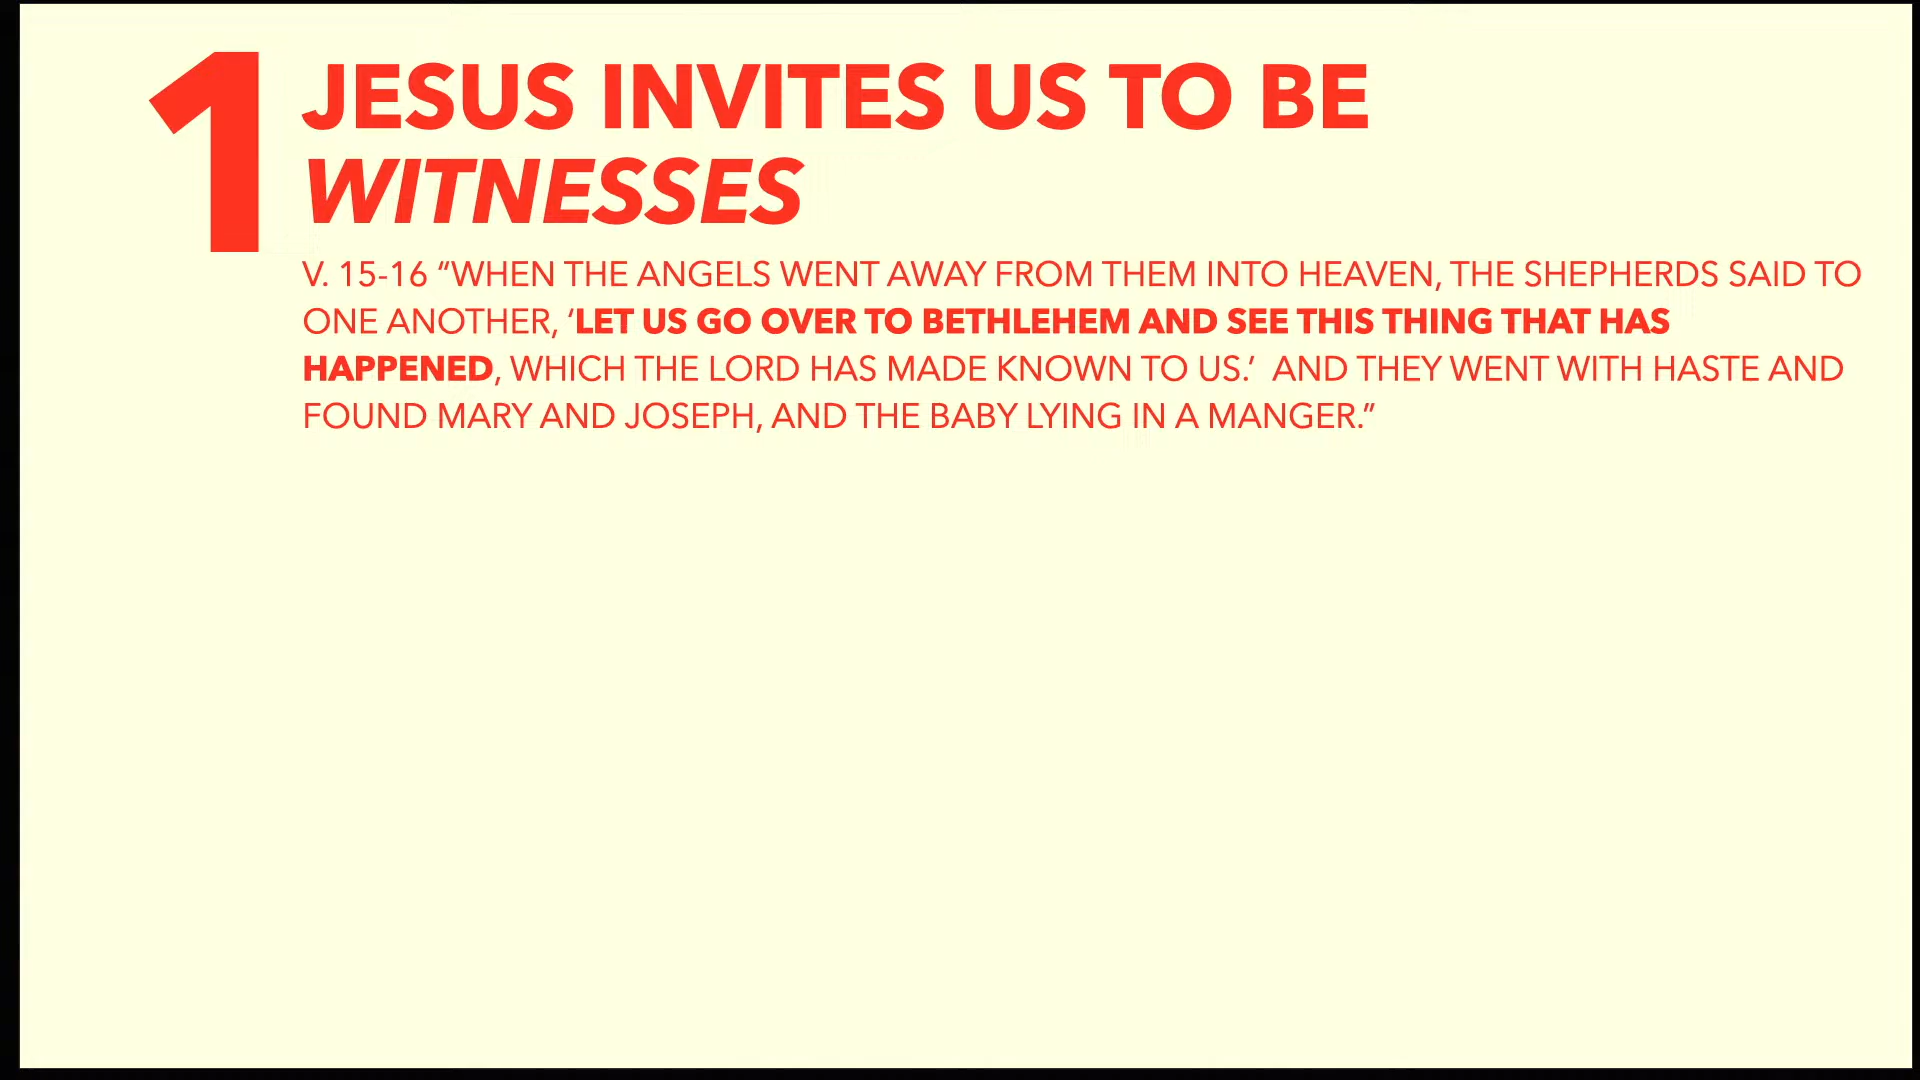 1 JESUS INVITES US TO BE
WITNESSES
V. 15-16 “WHEN THE ANGELS WENT AWAY FROM THEM INTO HEAVEN, THE SHEPHERDS SAID TO
ONE ANOTHER, ‘LET US GO OVER TO BETHLEHEM AND SEE THIS THING THAT HAS
HAPPENED, WHICH THE LORD HAS MADE KNOWN TO US.’  AND THEY WENT WITH HASTE AND
FOUND MARY AND JOSEPH, AND THE BABY LYING IN A MANGER.”